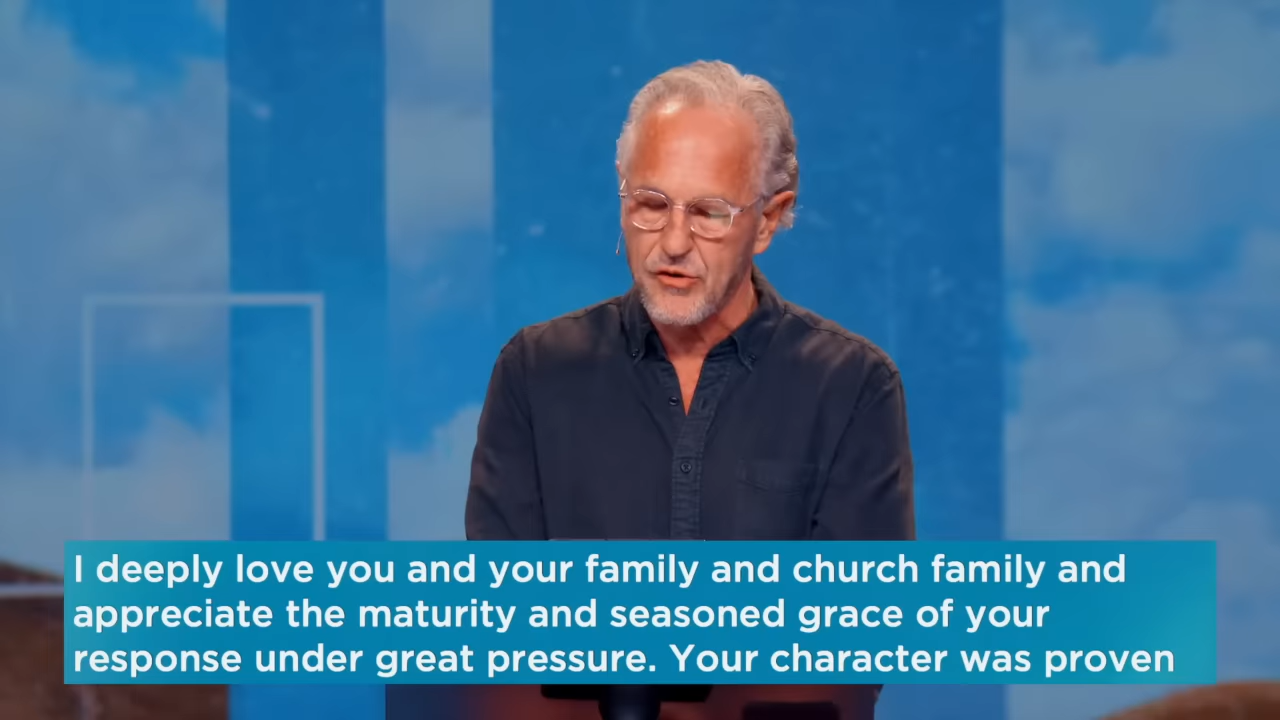 I deeply love you and your family and church family and
appreciate the maturity and seasoned grace of your
response under great pressure. Your character was proven